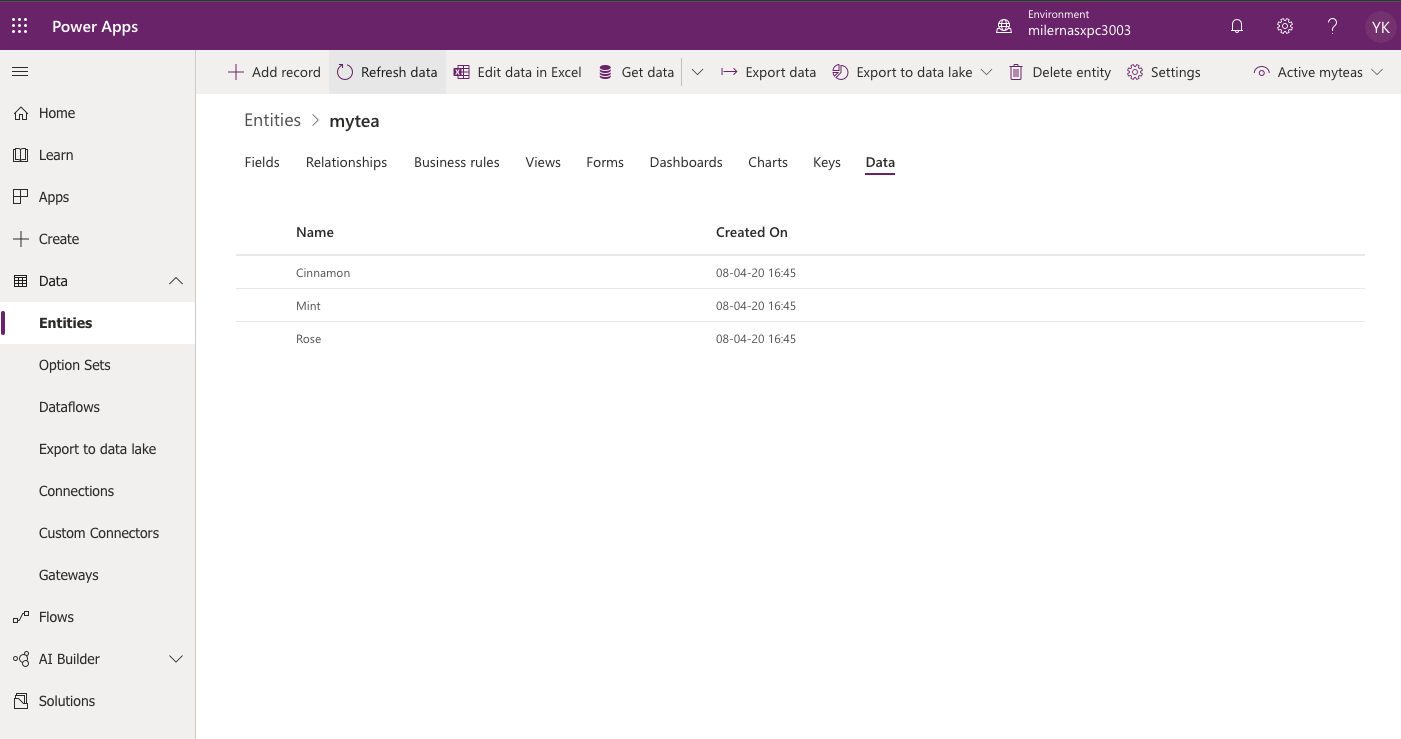 Power Apps
Environment
milernasxpc3003
?
YK
Add record
Refresh data
Edit data in Excel
Get data
Export data
Export to data lake
Delete entity
Settings
Active myteas
Home
Learn
Apps
Create
Data
Entities
Option Sets
Dataflows
Export to data lake
Connections
Custom Connectors
Gateways
Flows
AI Builder
Solutions
Entities > mytea
Fields Relationships Business rules Views Forms Dashboards Charts Keys Data
Name Created On
Cinnamon 08-04-20 16:45
Mint 08-04-20 16:45
Rose 08-04-20 16:45